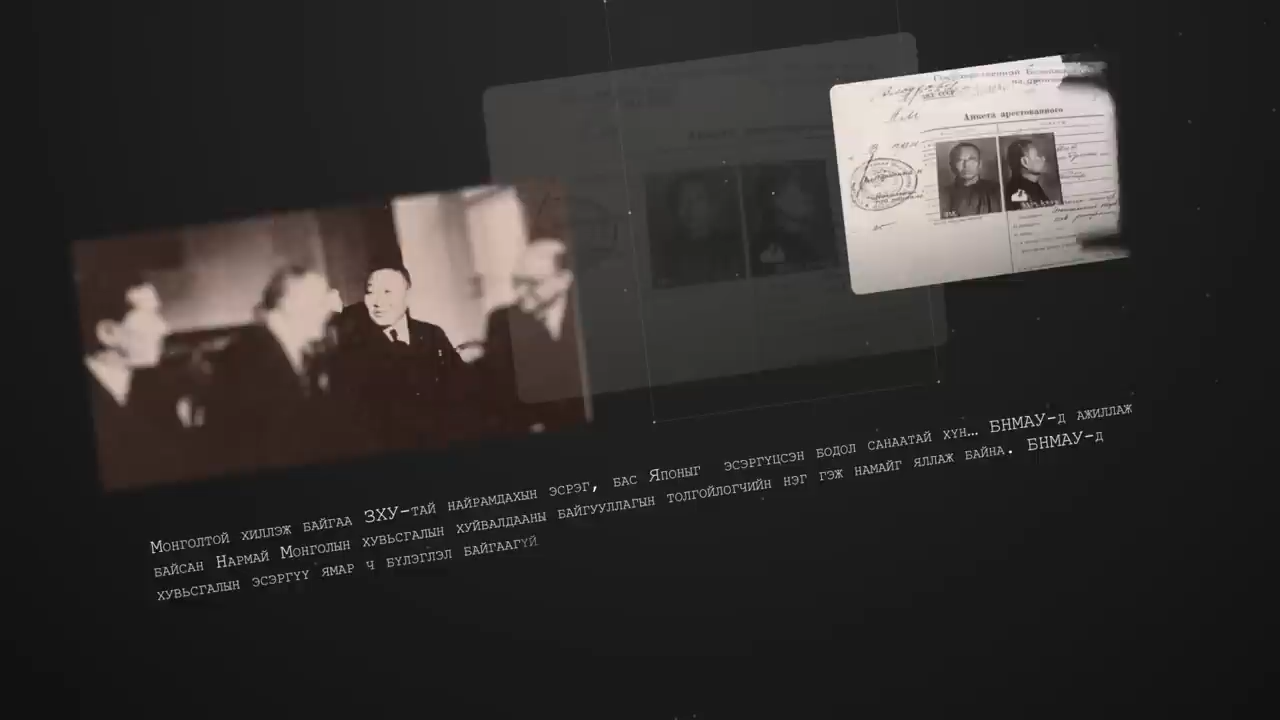 Анкета арестованного
Монголтой хиллэж байгаа ЗХУ-тай найрамдахын эсрэг, бас Японыг эсэргүцсэн бодол санаатай хүн… БНМАУ-д ажиллаж
байсан Нармай Монголын хувьсгалын хуйвалдааны байгууллагын толгойлогчийн нэг гэж намайг яллаж байна. БНМАУ-д
хувьсгалын эсэргүү ямар ч бүлэглэл байгаагүй